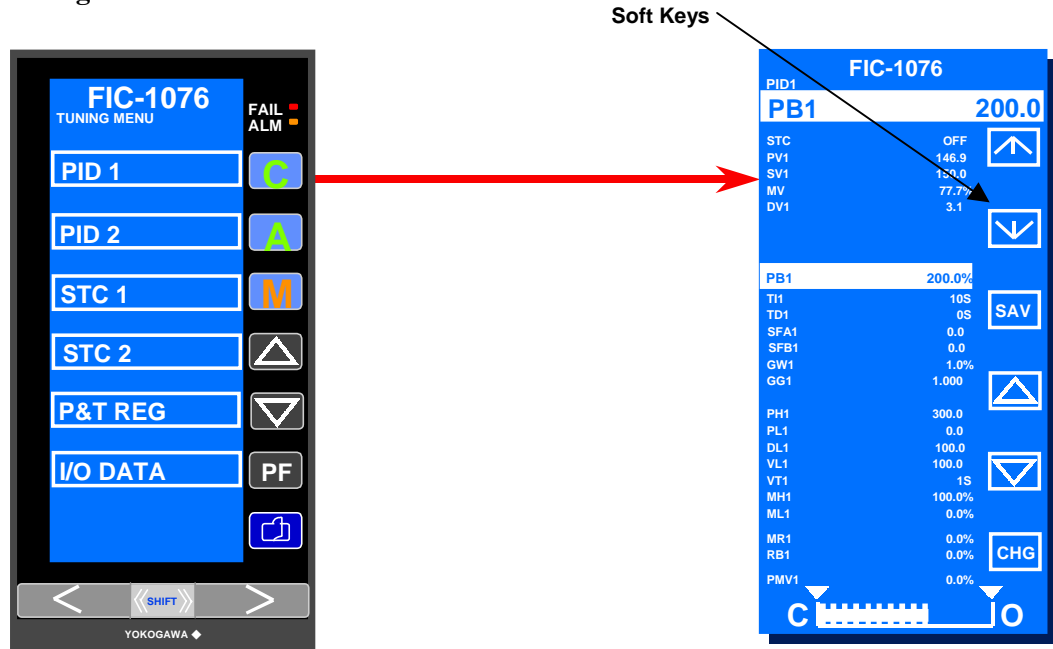 Soft Keys
FIC-1076
TUNING MENU
FAIL
ALM
PID 1
C
PID 2
A
STC 1
M
STC 2
P&T REG
I/O DATA
PF
< SHIFT >
YOKOGAWA
FIC-1076
PID1
PB1 200.0
STC OFF
PV1 146.9
SV1 150.0
MV 77.7%
DV1 3.1
PB1 200.0%
TI1 10S
TD1 0S
SAV
SFA1 0.0
SFB1 0.0
GW1 1.0%
GG1 1.000
PH1 300.0
PL1 0.0
DL1 100.0
VL1 100.0
VT1 1S
MH1 100.0%
ML1 0.0%
MR1 0.0%
RB1 0.0%
CHG
PMV1 0.0%
C O